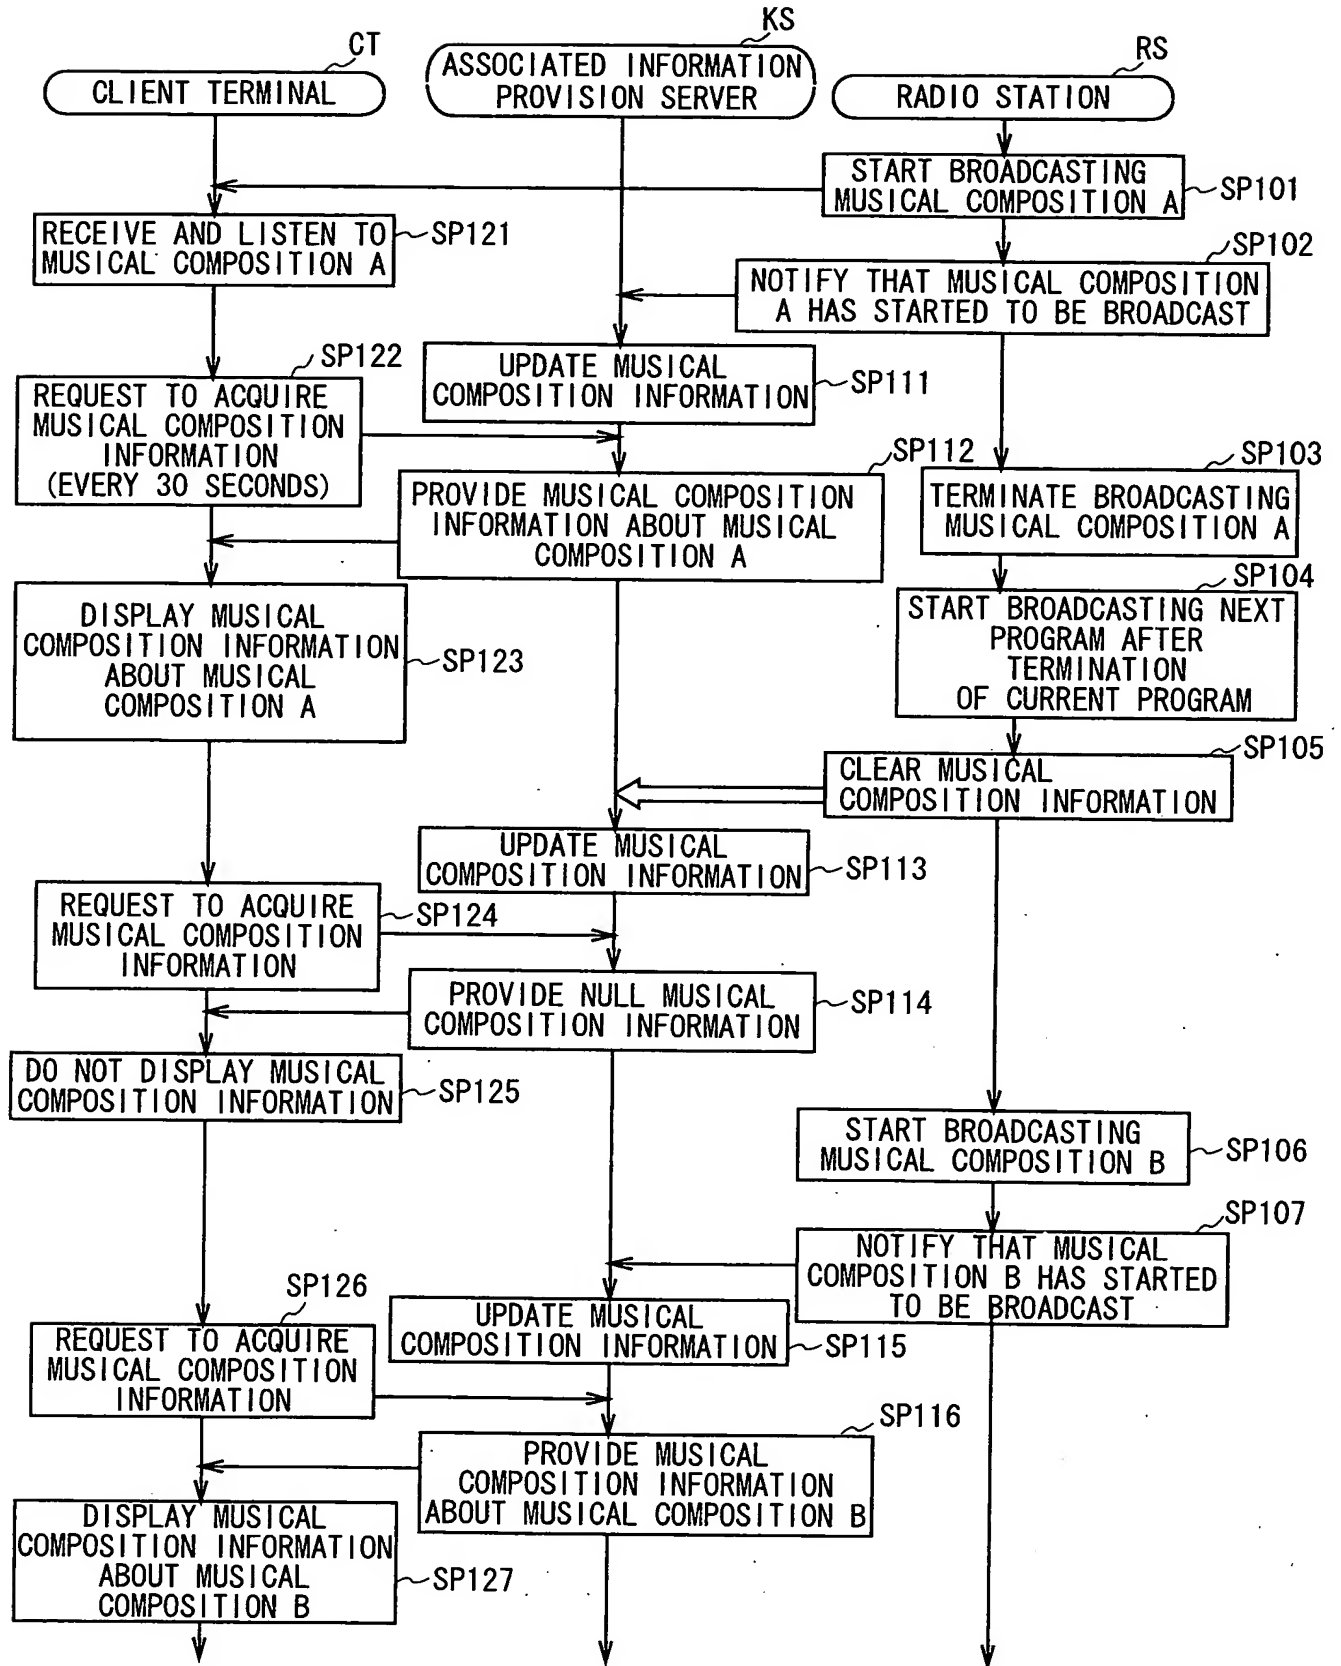 CT
KS
RS
CLIENT TERMINAL
ASSOCIATED INFORMATION
PROVISION SERVER
RADIO STATION
START BROADCASTING
MUSICAL COMPOSITION A
SP101
RECEIVE AND LISTEN TO
MUSICAL COMPOSITION A
SP121
SP102
NOTIFY THAT MUSICAL COMPOSITION
A HAS STARTED TO BE BROADCAST
SP122
UPDATE MUSICAL
COMPOSITION INFORMATION
SP111
REQUEST TO ACQUIRE
MUSICAL COMPOSITION
INFORMATION
(EVERY 30 SECONDS)
SP112
PROVIDE MUSICAL COMPOSITION
INFORMATION ABOUT MUSICAL
COMPOSITION A
SP103
TERMINATE BROADCASTING
MUSICAL COMPOSITION A
SP104
START BROADCASTING NEXT
PROGRAM AFTER
TERMINATION
OF CURRENT PROGRAM
DISPLAY MUSICAL
COMPOSITION INFORMATION
ABOUT MUSICAL
COMPOSITION A
SP123
SP105
CLEAR MUSICAL
COMPOSITION INFORMATION
UPDATE MUSICAL
COMPOSITION INFORMATION
SP113
REQUEST TO ACQUIRE
MUSICAL COMPOSITION
INFORMATION
SP124
PROVIDE NULL MUSICAL
COMPOSITION INFORMATION
SP114
DO NOT DISPLAY MUSICAL
COMPOSITION INFORMATION
SP125
START BROADCASTING
MUSICAL COMPOSITION B
SP106
SP107
NOTIFY THAT MUSICAL
COMPOSITION B HAS STARTED
TO BE BROADCAST
SP126
UPDATE MUSICAL
COMPOSITION INFORMATION
SP115
REQUEST TO ACQUIRE
MUSICAL COMPOSITION
INFORMATION
SP116
PROVIDE MUSICAL
COMPOSITION INFORMATION
ABOUT MUSICAL COMPOSITION B
DISPLAY MUSICAL
COMPOSITION INFORMATION
ABOUT MUSICAL
COMPOSITION B
SP127